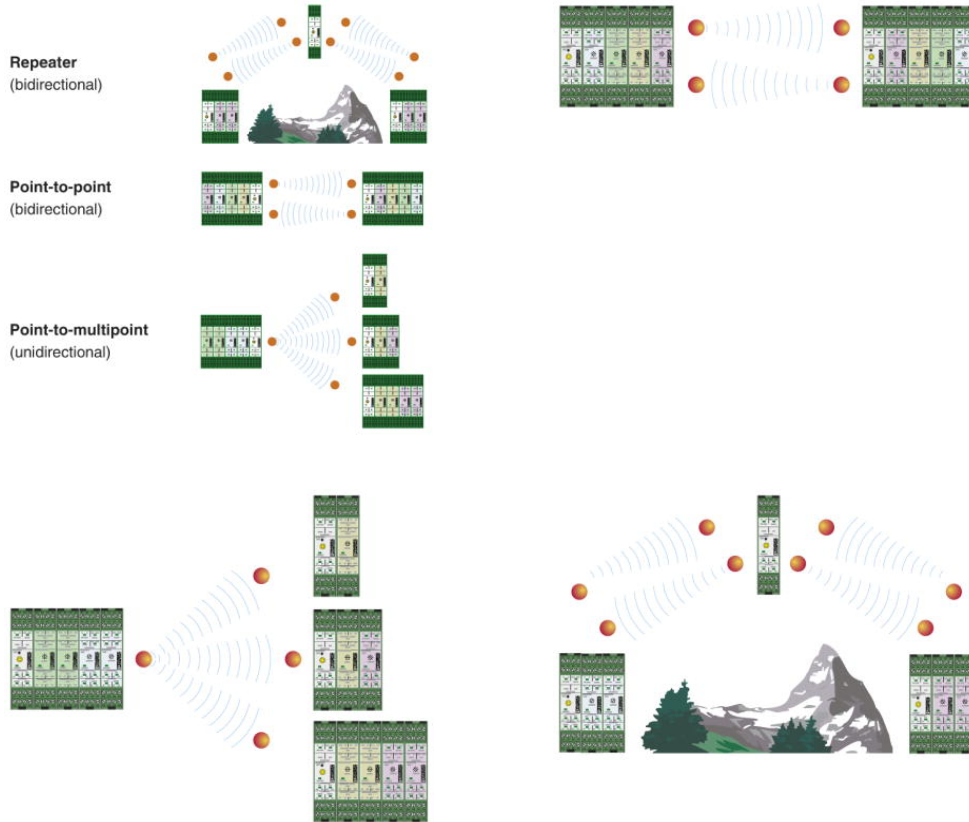 Repeater
(bidirectional)
Point-to-point
(bidirectional)
Point-to-multipoint
(unidirectional)